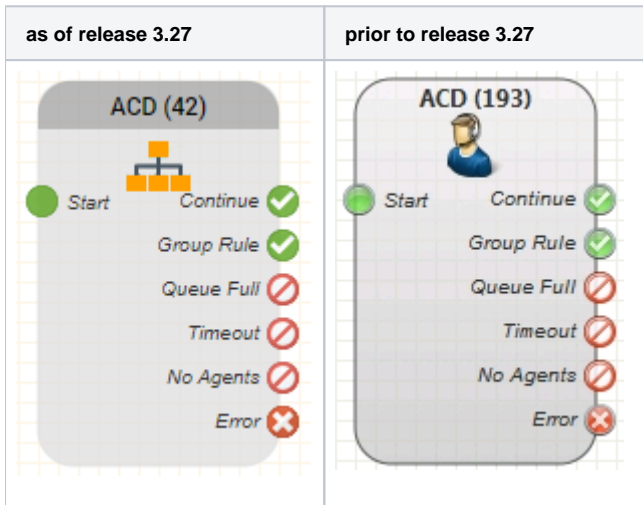 as of release 3.27
prior to release 3.27
ACD (42)
Start
Continue
Group Rule
Queue Full
Timeout
No Agents
Error
ACD (193)
Start
Continue
Group Rule
Queue Full
Timeout
No Agents
Error